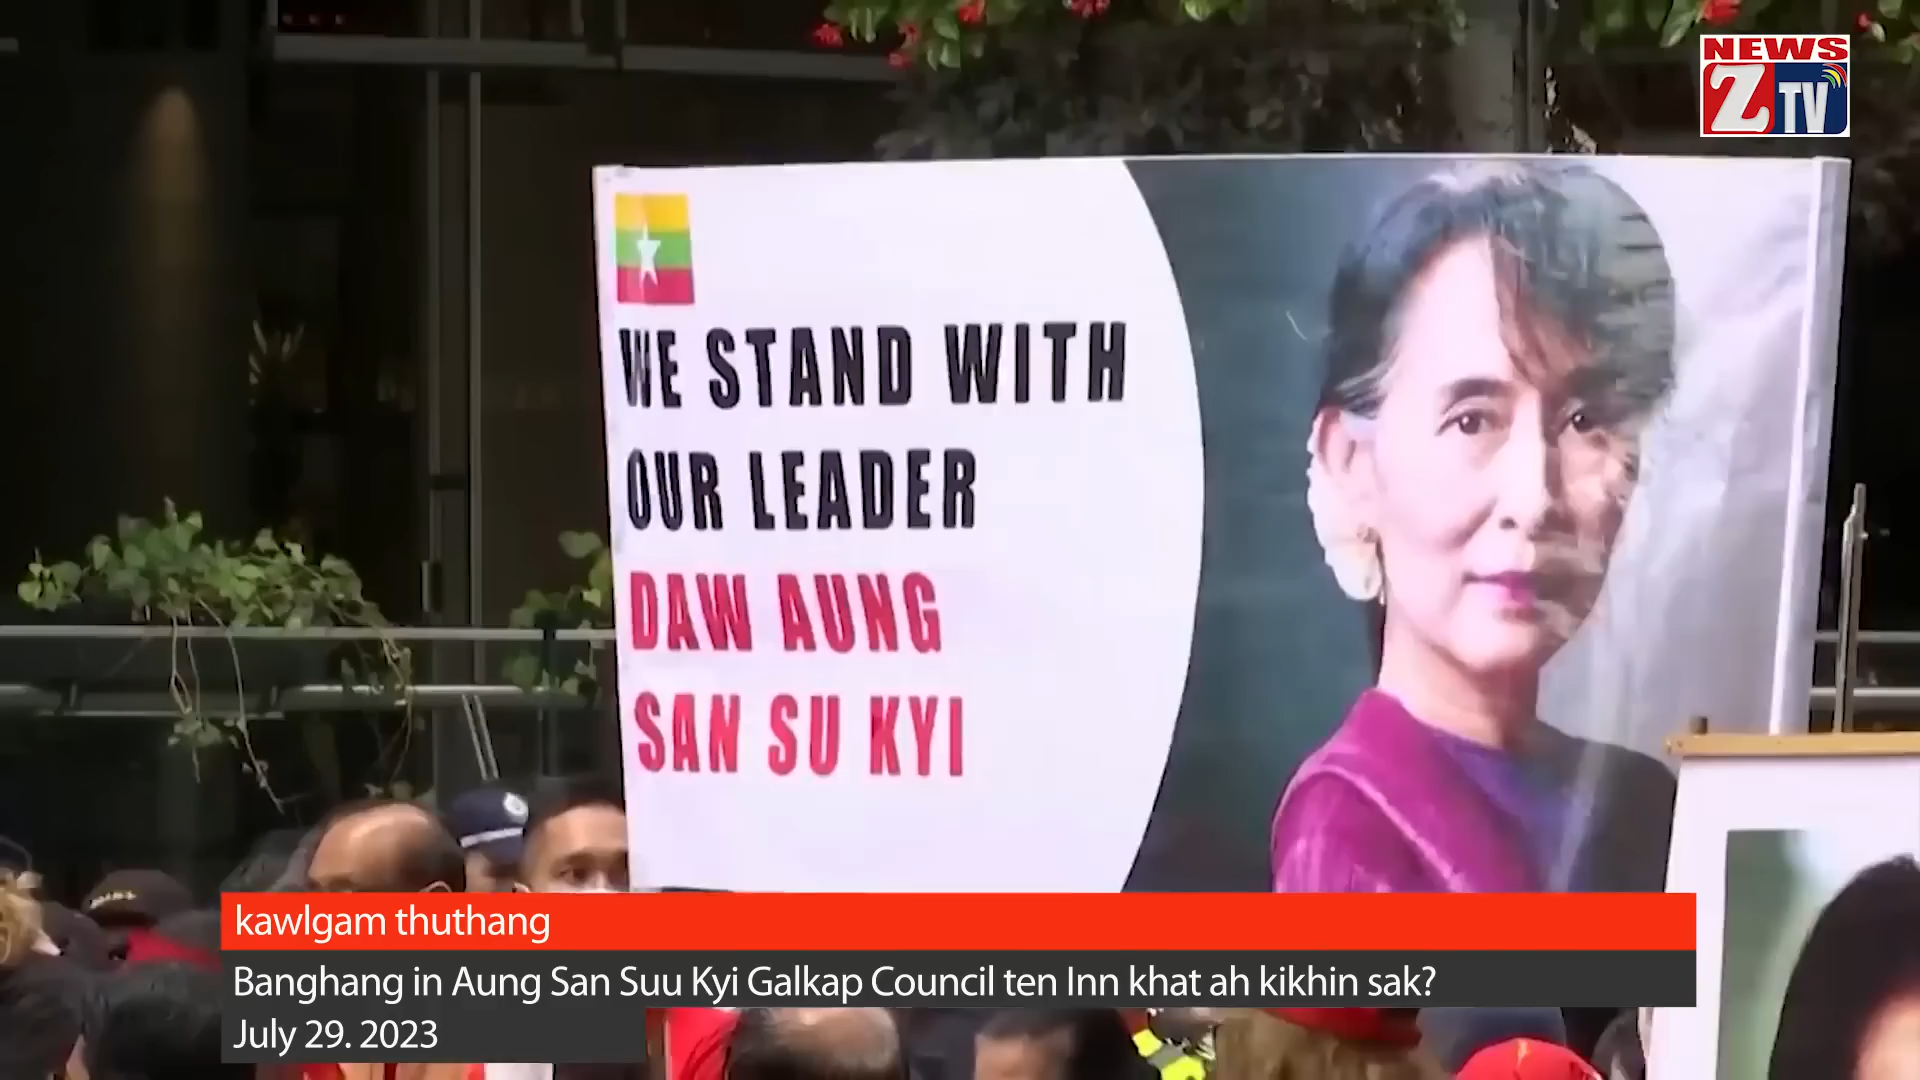 NEWS
ZTV
WE STAND WITH
OUR LEADER
DAW AUNG
SAN SU KYI
kawlgam thuthang
Banghang in Aung San Suu Kyi Galkap Council ten Inn khat ah kikhin sak?
July 29. 2023